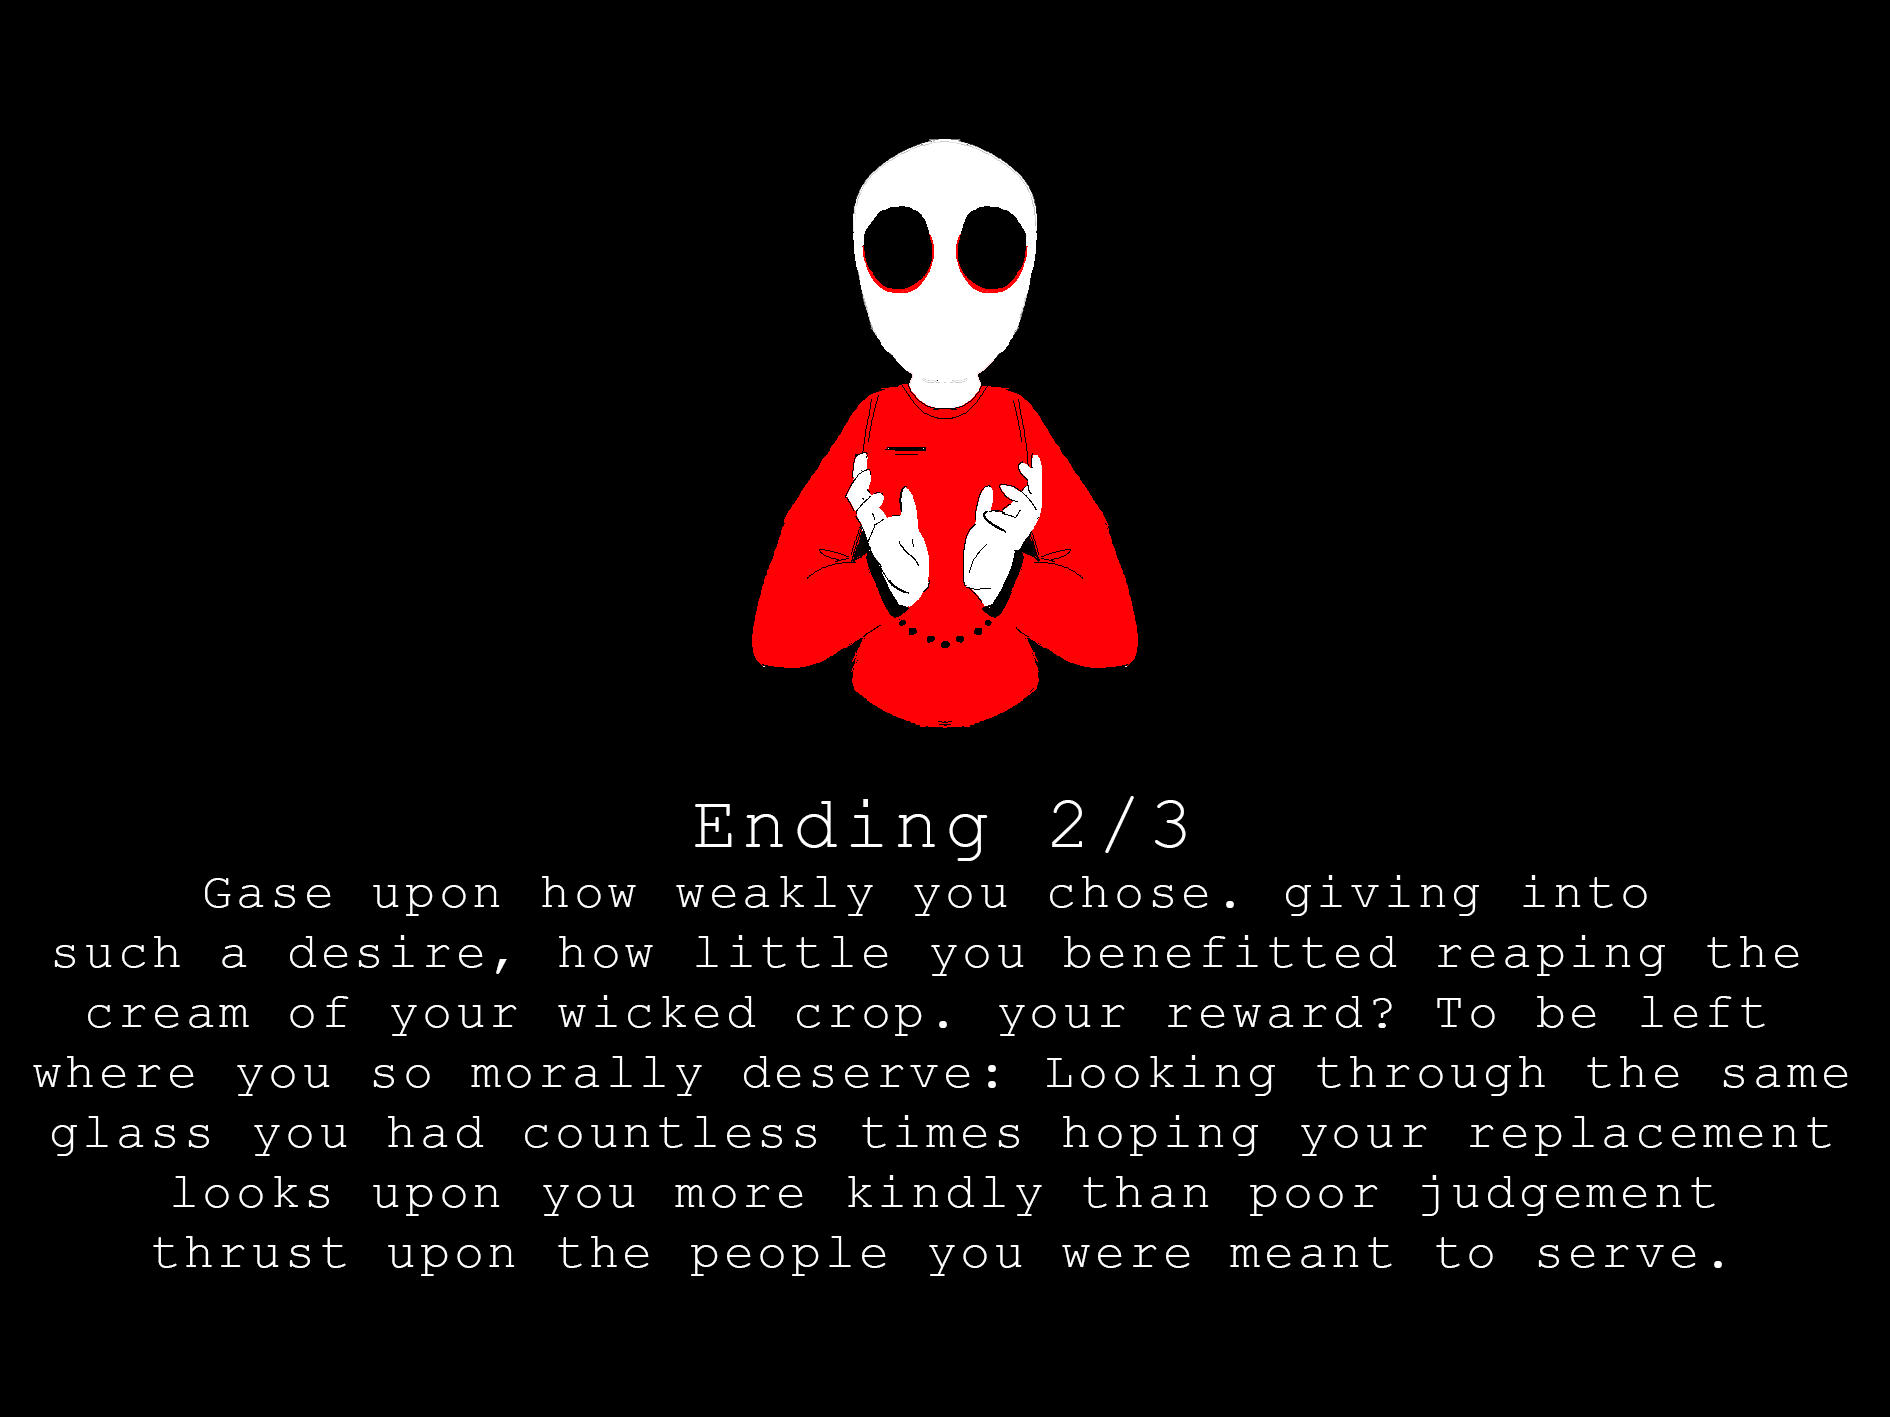 Ending 2/3
Gase upon how weakly you chose. giving into
such a desire, how little you benefitted reaping the
cream of your wicked crop. your reward? To be left
where you so morally deserve: Looking through the same
glass you had countless times hoping your replacement
looks upon you more kindly than poor judgement
thrust upon the people you were meant to serve.